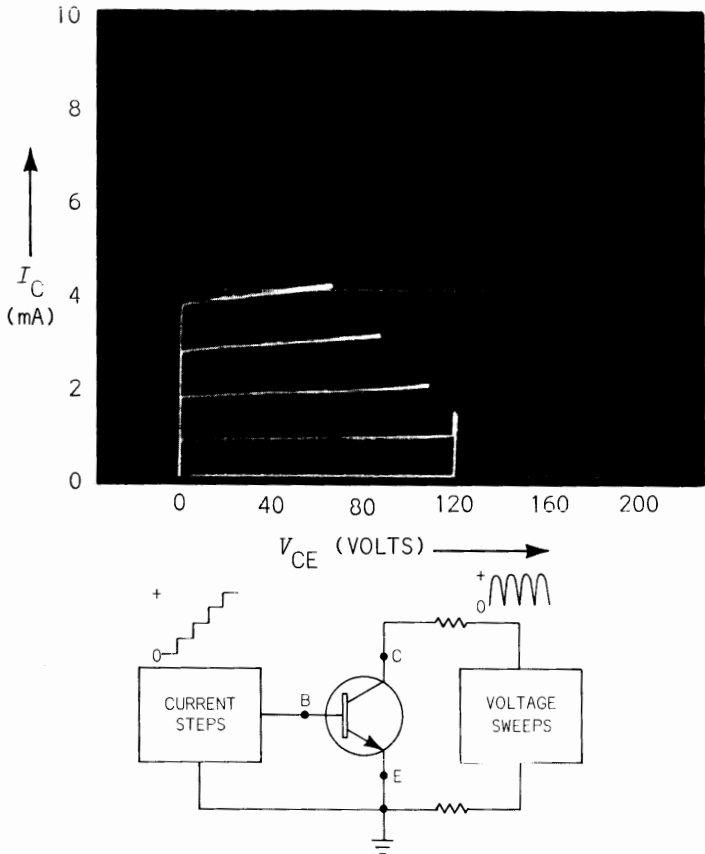 10
8
6
4
2
0
I_C
(mA)
0 40 80 120 160 200
V_CE (VOLTS)
+
0
+
0
C
CURRENT
STEPS
B
VOLTAGE
SWEEPS
E